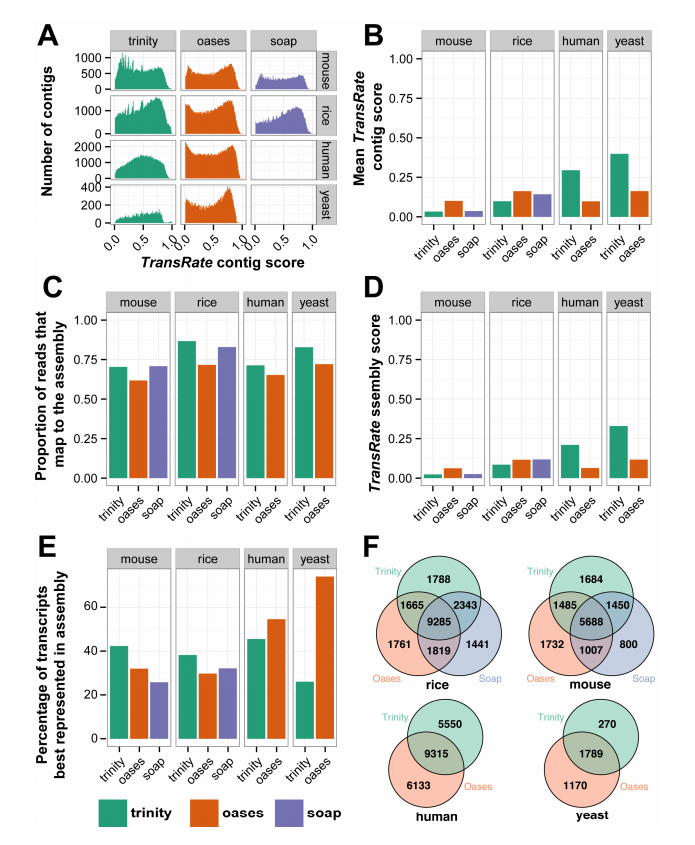 A
trinity
oases
soap
Number of contigs
1000
500
0
mouse
1000
0
rice
2000
1000
0
human
400
200
0
yeast
0.0
0.5
1.0
0.0
0.5
1.0
0.0
0.5
1.0
TransRate contig score
B
mouse
rice
human
yeast
Mean TransRate
contig score
1.00
0.75
0.50
0.25
0.00
trinity
oases
soap
trinity
oases
soap
trinity
oases
trinity
oases
C
mouse
rice
human
yeast
Proportion of reads that
map to the assembly
1.00
0.75
0.50
0.25
0.00
trinity
oases
soap
trinity
oases
soap
trinity
oases
trinity
oases
D
mouse
rice
human
yeast
TransRate ssembly score
1.00
0.75
0.50
0.25
0.00
trinity
oases
soap
trinity
oases
soap
trinity
oases
trinity
oases
E
mouse
rice
human
yeast
Percentage of transcripts
best represented in assembly
60
40
20
0
trinity
oases
soap
trinity
oases
soap
trinity
oases
trinity
oases
trinity
oases
soap
F
Trinity
1788
1665
2343
9285
1761
1819
1441
Oases
Soap
rice
Trinity
1684
1485
1450
5688
1732
1007
800
Oases
Soap
mouse
Trinity
5550
9315
6133
Oases
human
Trinity
270
1789
1170
Oases
yeast